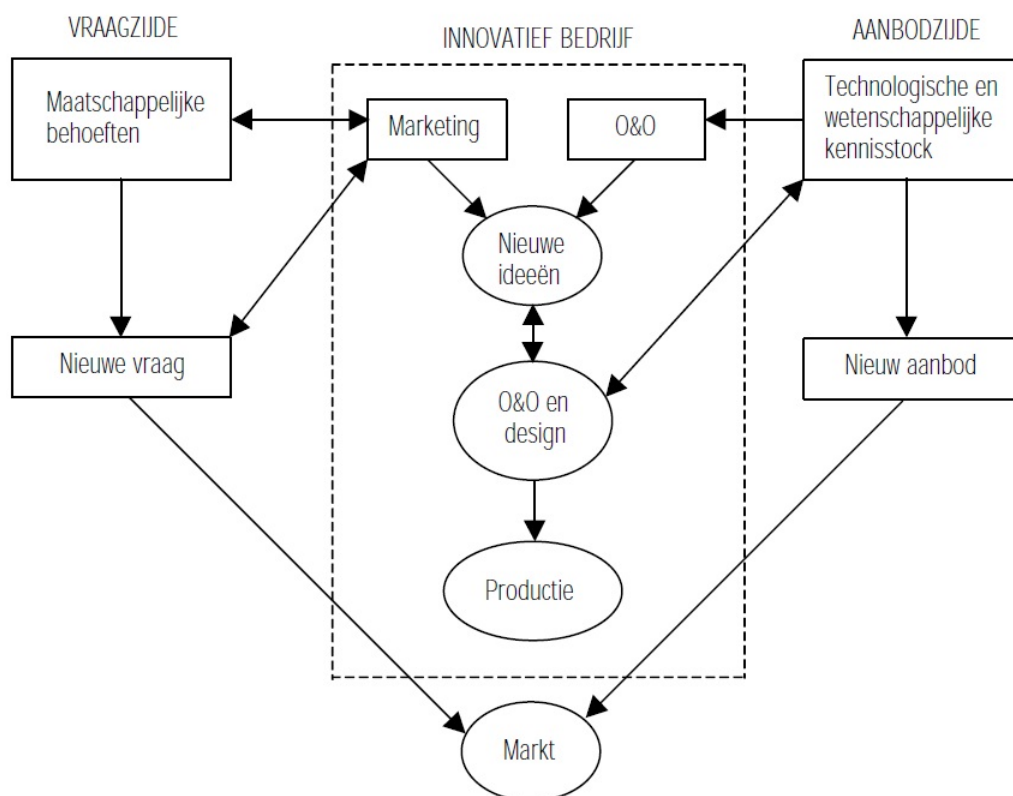 VRAAGZIJDE
INNOVATIEF BEDRIJF
AANBODZIJDE
Maatschappelijke
behoeften
Marketing
O&O
Technologische en
wetenschappelijke
kennisstock
Nieuwe
ideeën
Nieuwe vraag
O&O en
design
Nieuw aanbod
Productie
Markt